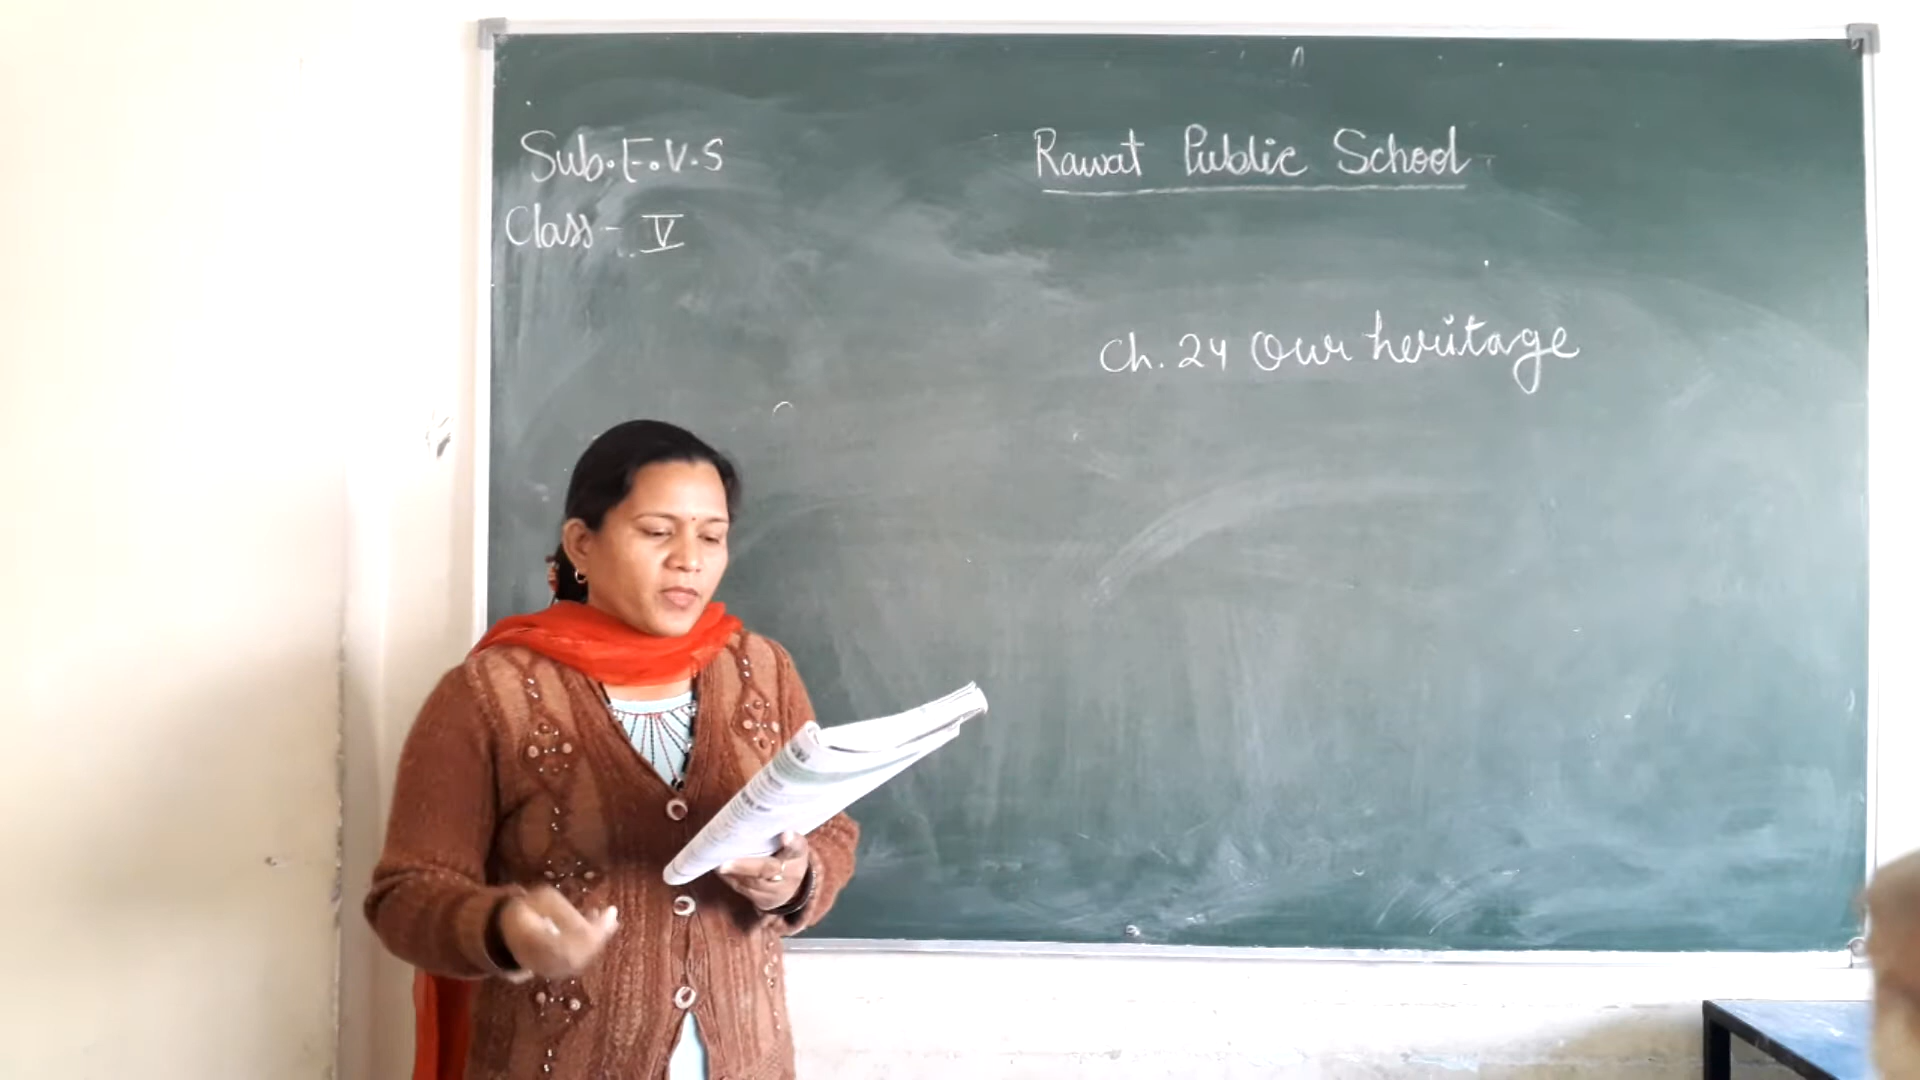 Sub. E.V.S
Class - V
Rawat Public School
Ch. 24 Our heritage